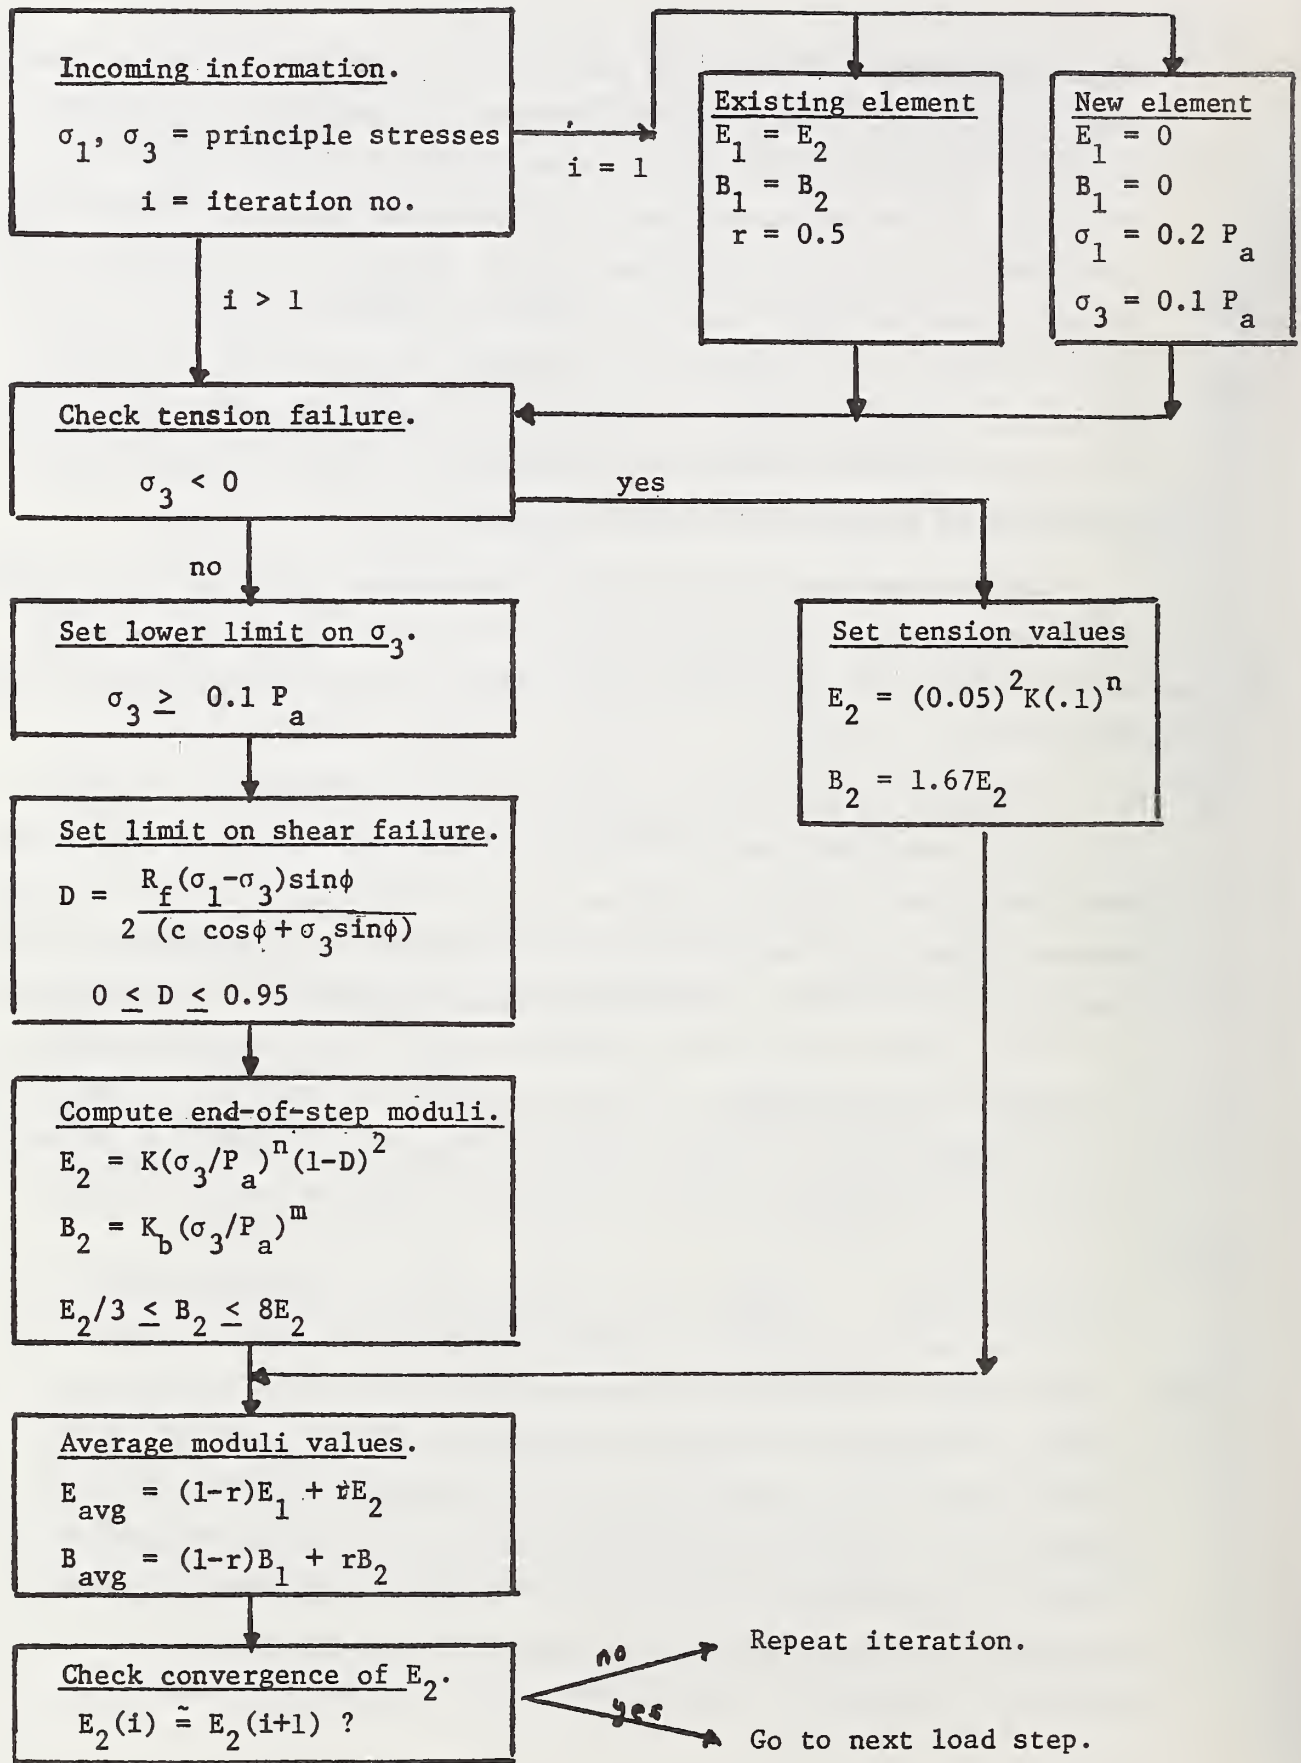 Incoming information.
σ₁, σ₃ = principle stresses
i = iteration no.
i = 1
i > 1
Existing element
E₁ = E₂
B₁ = B₂
r = 0.5
New element
E₁ = 0
B₁ = 0
σ₁ = 0.2 Pₐ
σ₃ = 0.1 Pₐ
Check tension failure.
σ₃ < 0
yes
no
Set lower limit on σ₃.
σ₃ ≥ 0.1 Pₐ
Set tension values
E₂ = (0.05)²K(.1)ⁿ
B₂ = 1.67E₂
Set limit on shear failure.
D = R_f(σ₁-σ₃)sinϕ
2 (c cosϕ + σ₃sinϕ)
0 ≤ D ≤ 0.95
Compute end-of-step moduli.
E₂ = K(σ₃/Pₐ)ⁿ(1-D)²
B₂ = K_b(σ₃/Pₐ)ᵐ
E₂/3 ≤ B₂ ≤ 8E₂
Average moduli values.
E_avg = (1-r)E₁ + rE₂
B_avg = (1-r)B₁ + rB₂
Check convergence of E₂.
E₂(i) ≃ E₂(i+1) ?
no
Repeat iteration.
yes
Go to next load step.